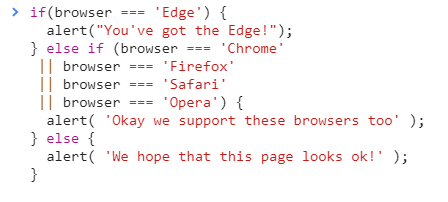 if(browser === 'Edge') {
  alert("You've got the Edge!");
} else if (browser === 'Chrome'
 || browser === 'Firefox'
 || browser === 'Safari'
 || browser === 'Opera') {
  alert( 'Okay we support these browsers too' );
} else {
  alert( 'We hope that this page looks ok!' );
}